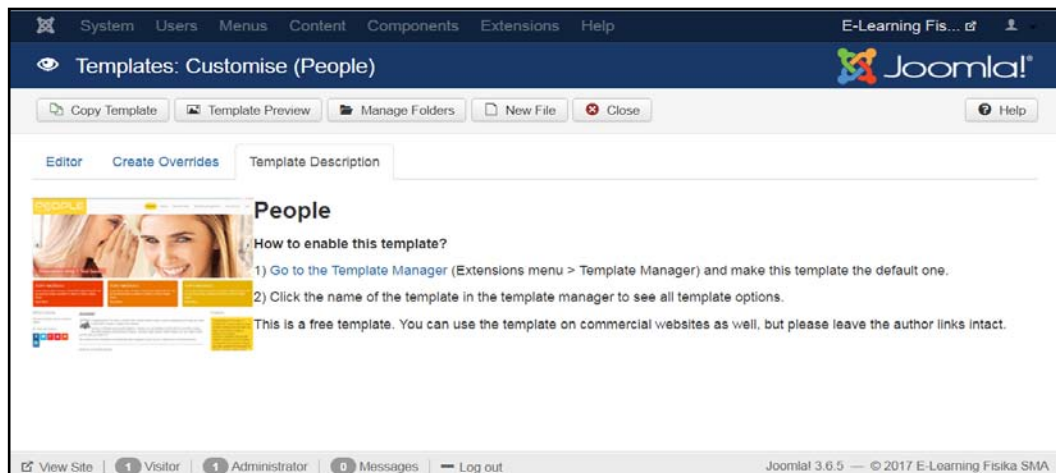 System Users Menus Content Components Extensions Help E-Learning Fis...
Templates: Customise (People) Joomla!®
Copy Template Template Preview Manage Folders New File Close Help
Editor Create Overrides Template Description
PEOPLE
People
How to enable this template?
1) Go to the Template Manager (Extensions menu > Template Manager) and make this template the default one.
2) Click the name of the template in the template manager to see all template options.
This is a free template. You can use the template on commercial websites as well, but please leave the author links intact.
View Site 1 Visitor 1 Administrator 0 Messages Log out Joomla! 3.6.5 — © 2017 E-Learning Fisika SMA